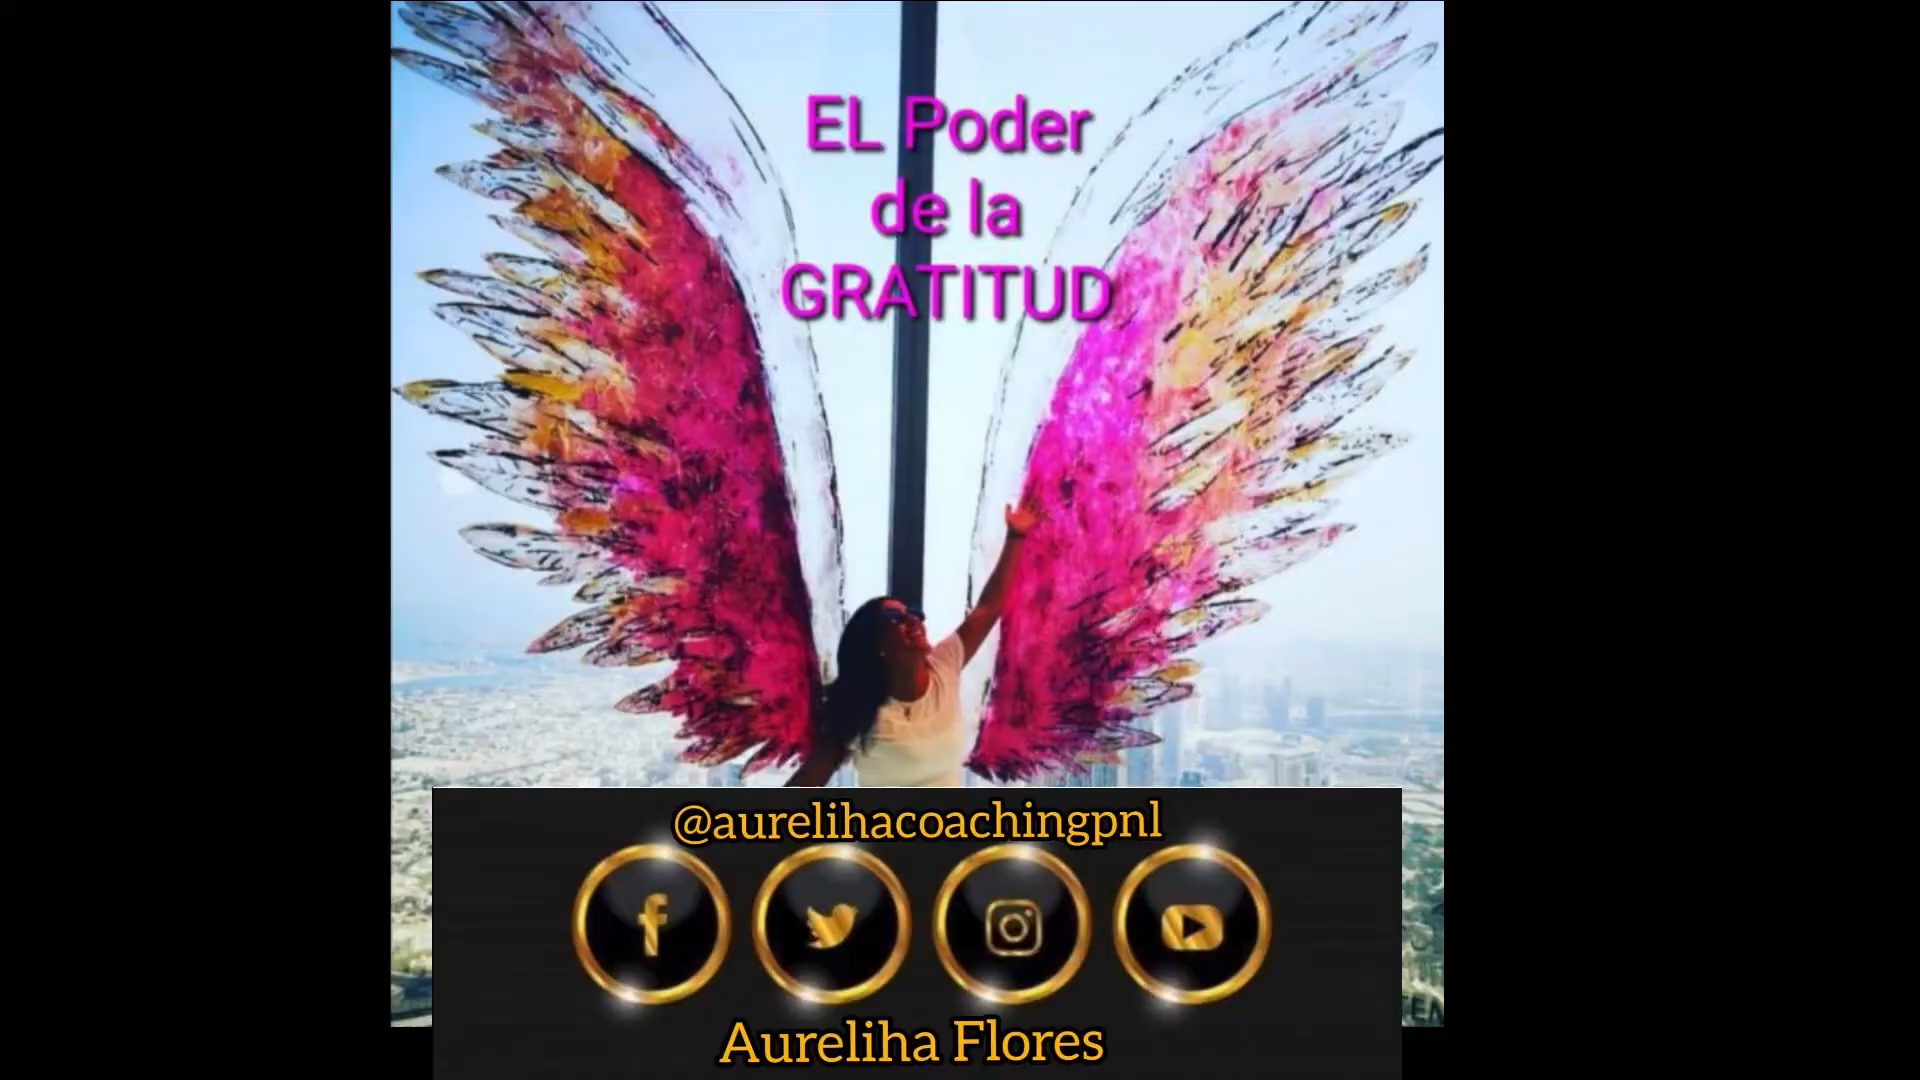 EL Poder
de la
GRATITUD
@aurelihacoachingpnl
Aureliha Flores